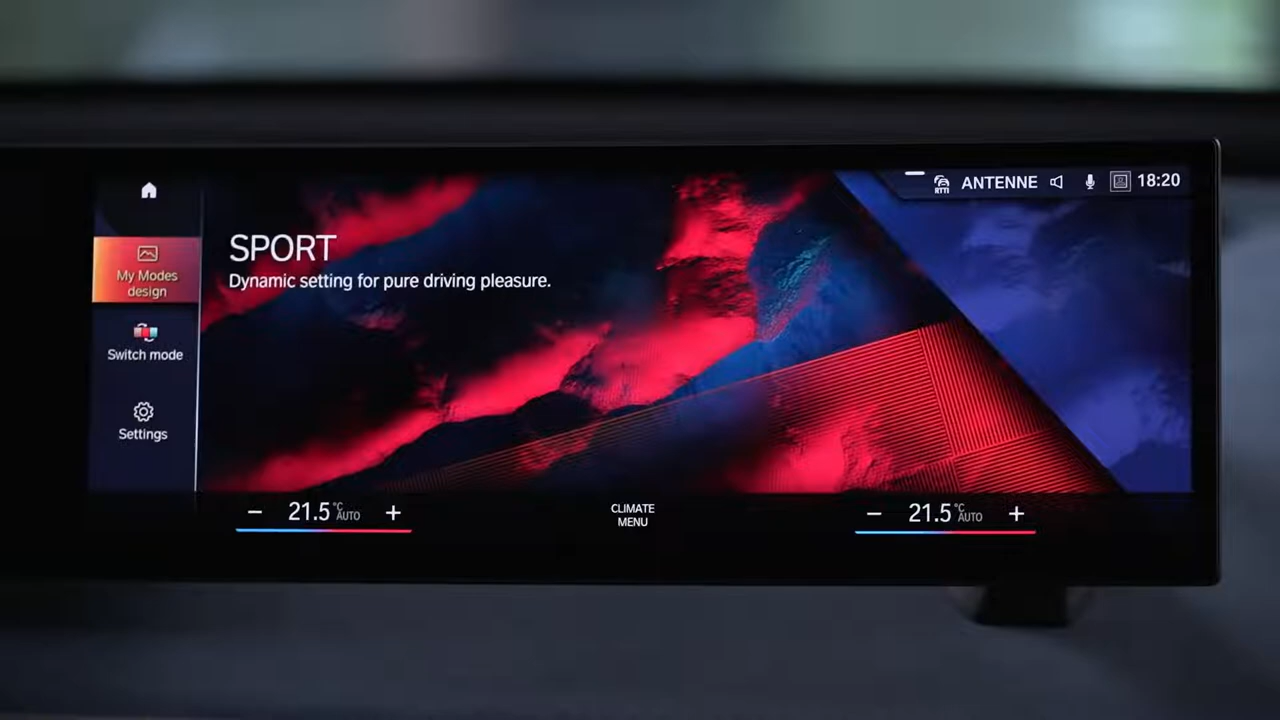 RTTI ANTENNE 18:20
My Modes
design
Switch mode
Settings
SPORT
Dynamic setting for pure driving pleasure.
− 21.5 °C AUTO +
CLIMATE
MENU
− 21.5 °C AUTO +